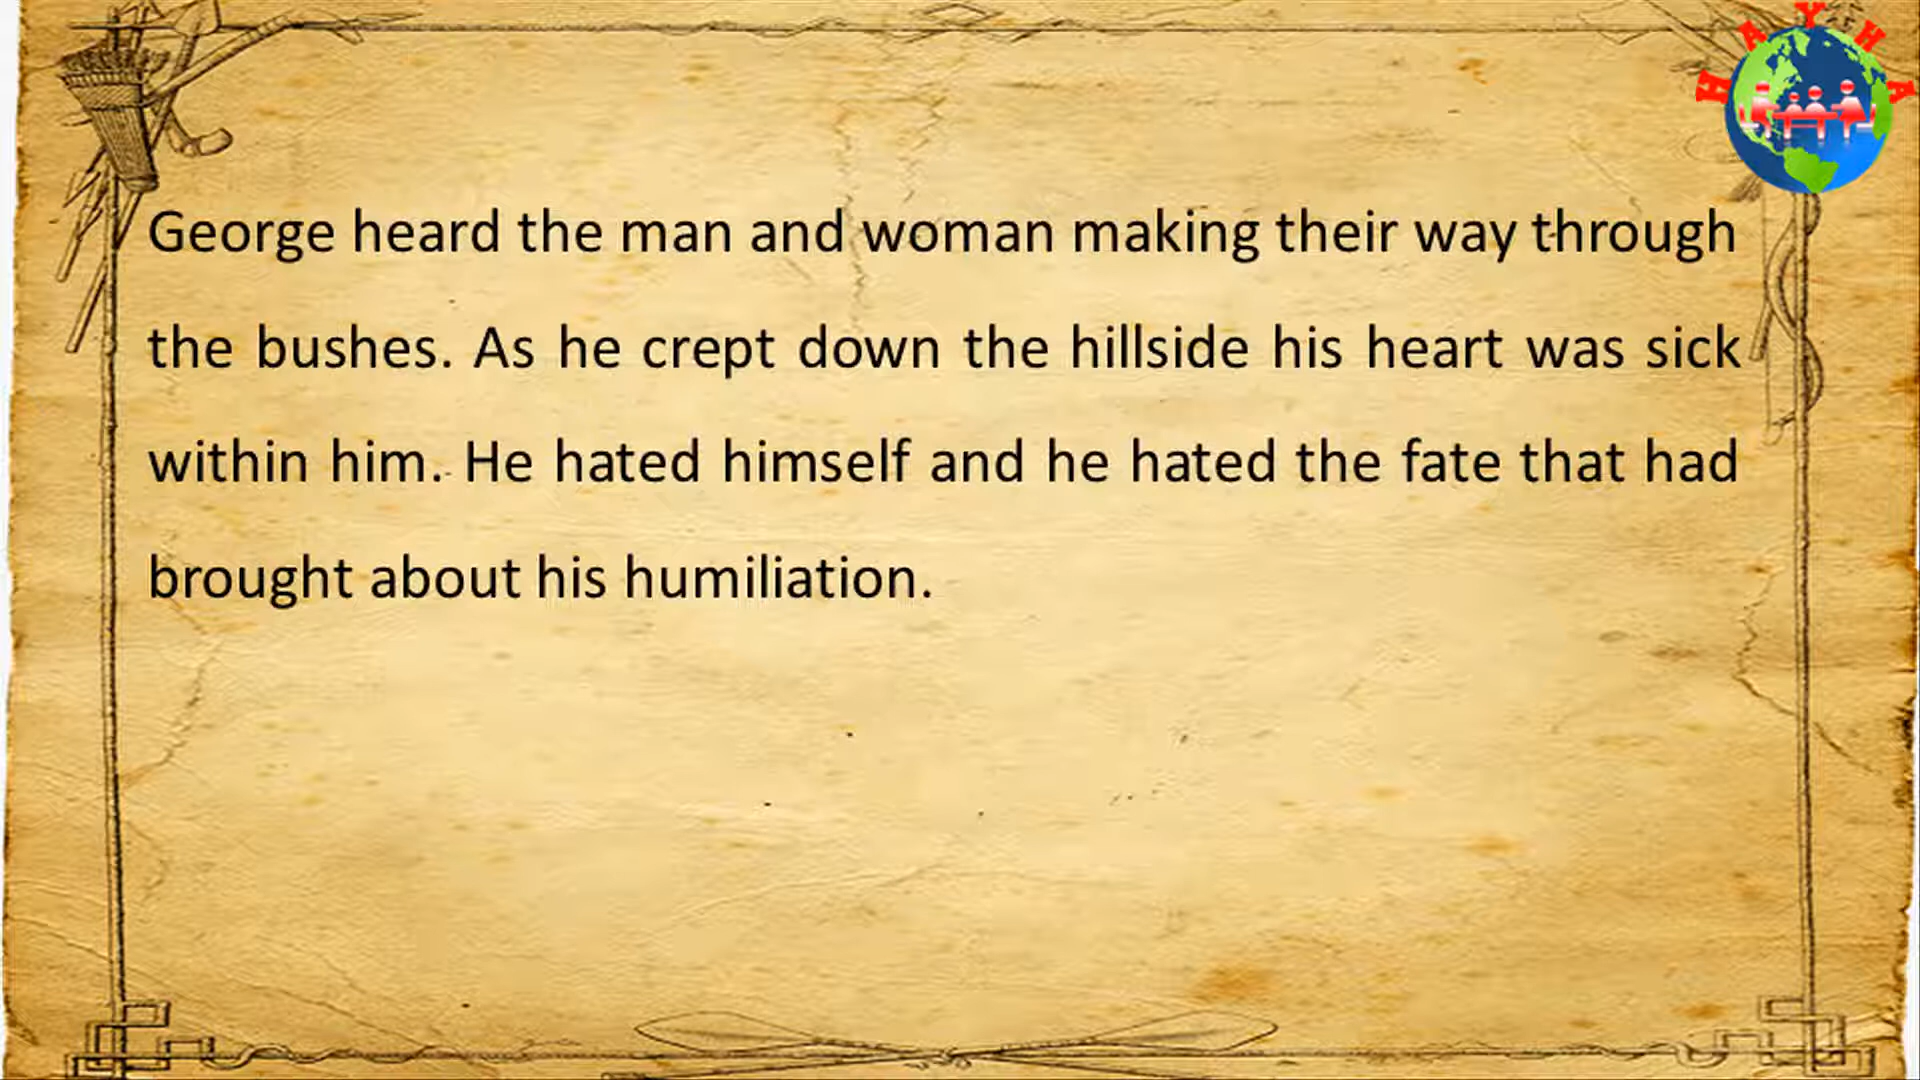 HAYHA
George heard the man and woman making their way through
the bushes. As he crept down the hillside his heart was sick
within him. He hated himself and he hated the fate that had
brought about his humiliation.